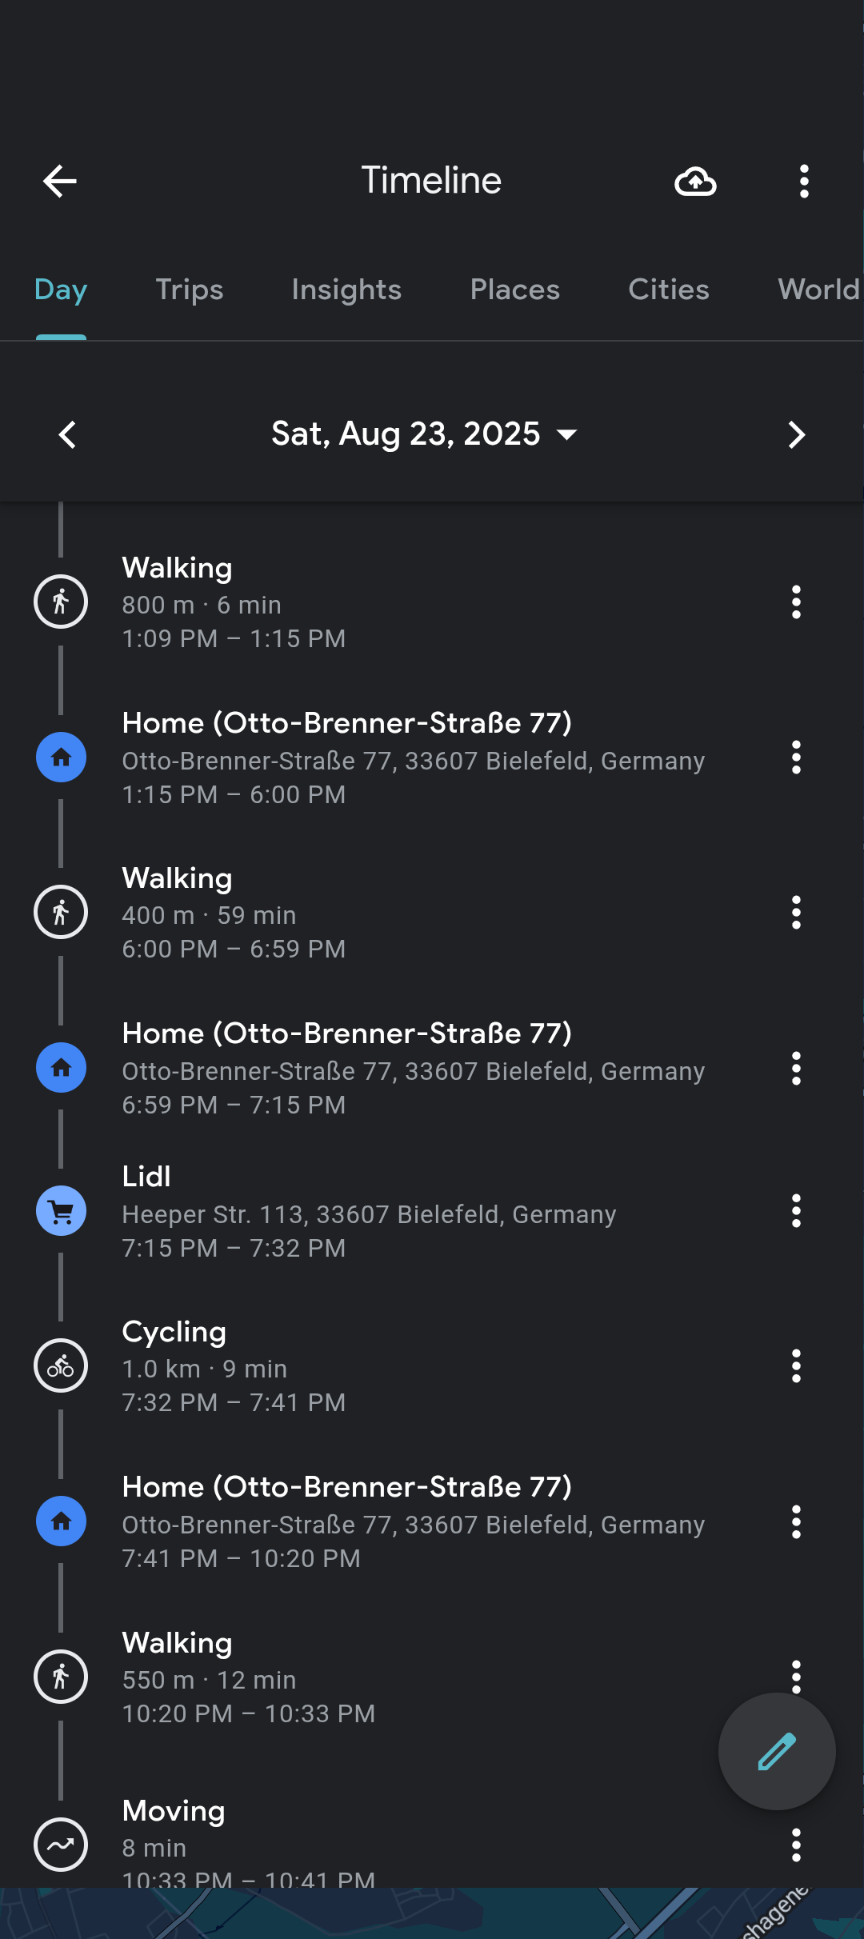 Timeline
Day Trips Insights Places Cities World
Sat, Aug 23, 2025
Walking
800 m · 6 min
1:09 PM – 1:15 PM
Home (Otto-Brenner-Straße 77)
Otto-Brenner-Straße 77, 33607 Bielefeld, Germany
1:15 PM – 6:00 PM
Walking
400 m · 59 min
6:00 PM – 6:59 PM
Home (Otto-Brenner-Straße 77)
Otto-Brenner-Straße 77, 33607 Bielefeld, Germany
6:59 PM – 7:15 PM
Lidl
Heeper Str. 113, 33607 Bielefeld, Germany
7:15 PM – 7:32 PM
Cycling
1.0 km · 9 min
7:32 PM – 7:41 PM
Home (Otto-Brenner-Straße 77)
Otto-Brenner-Straße 77, 33607 Bielefeld, Germany
7:41 PM – 10:20 PM
Walking
550 m · 12 min
10:20 PM – 10:33 PM
Moving
8 min
10:33 PM – 10:41 PM